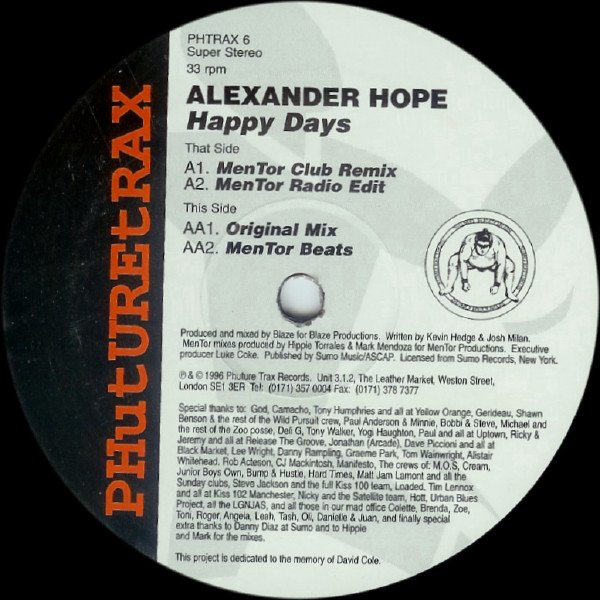 PHTRAX 6
Super Stereo
33 rpm
ALEXANDER HOPE
Happy Days
That Side
A1. MenTor Club Remix
A2. MenTor Radio Edit
This Side
AA1. Original Mix
AA2. MenTor Beats
PHutUREtRAX
Produced and mixed by Blaze for Blaze Productions. Written by Kevin Hedge & Josh Milan.
MenTor mixes produced by Hippie Torrales & Mark Mendoza for MenTor Productions. Executive
producer Luke Coke. Published by Sumo Music/ASCAP. Licensed from Sumo Records, New York.
℗ & © 1996 Phuture Trax Records. Unit 3.1.2, The Leather Market, Weston Street,
London SE1 3ER Tel: (0171) 357 0004 Fax: (0171) 378 7377
Special thanks to: God, Camacho, Tony Humphries and all at Yellow Orange, Gerideau, Shawn
Benson & the rest of the Wild Pursuit crew, Paul Anderson & Minnie, Bobbi & Steve, Michael and
the rest of the Zoo posse, Dell G, Tony Walker, Yogi Haughton, Paul and all at Uptown, Ricky &
Jeremy and all at Release The Groove, Jonathan (Arcade), Dave Piccioni and all at
Black Market, Lee Wright, Danny Rampling, Graeme Park, Tom Wainwright, Alistair
Whitehead, Rob Acteson, CJ Mackintosh, Manifesto, The crews of: M.O.S, Cream,
Junior Boys Own, Bump & Hustle, Hard Times, Matt Jam Lamont and all the
Sunday clubs, Steve Jackson and the full Kiss 100 team, Loaded, Tim Lennox
and all at Kiss 102 Manchester, Nicky and the Satellite team, Hott, Urban Blues
Project, all the LGNJAS, and all those in our mad office Colette, Brenda, Zoe,
Toni, Roger, Angela, Leah, Tash, Oli, Danielle & Juan, and finally special
extra thanks to Danny Diaz at Sumo and to Hippie
and Mark for the mixes.
This project is dedicated to the memory of David Cole.